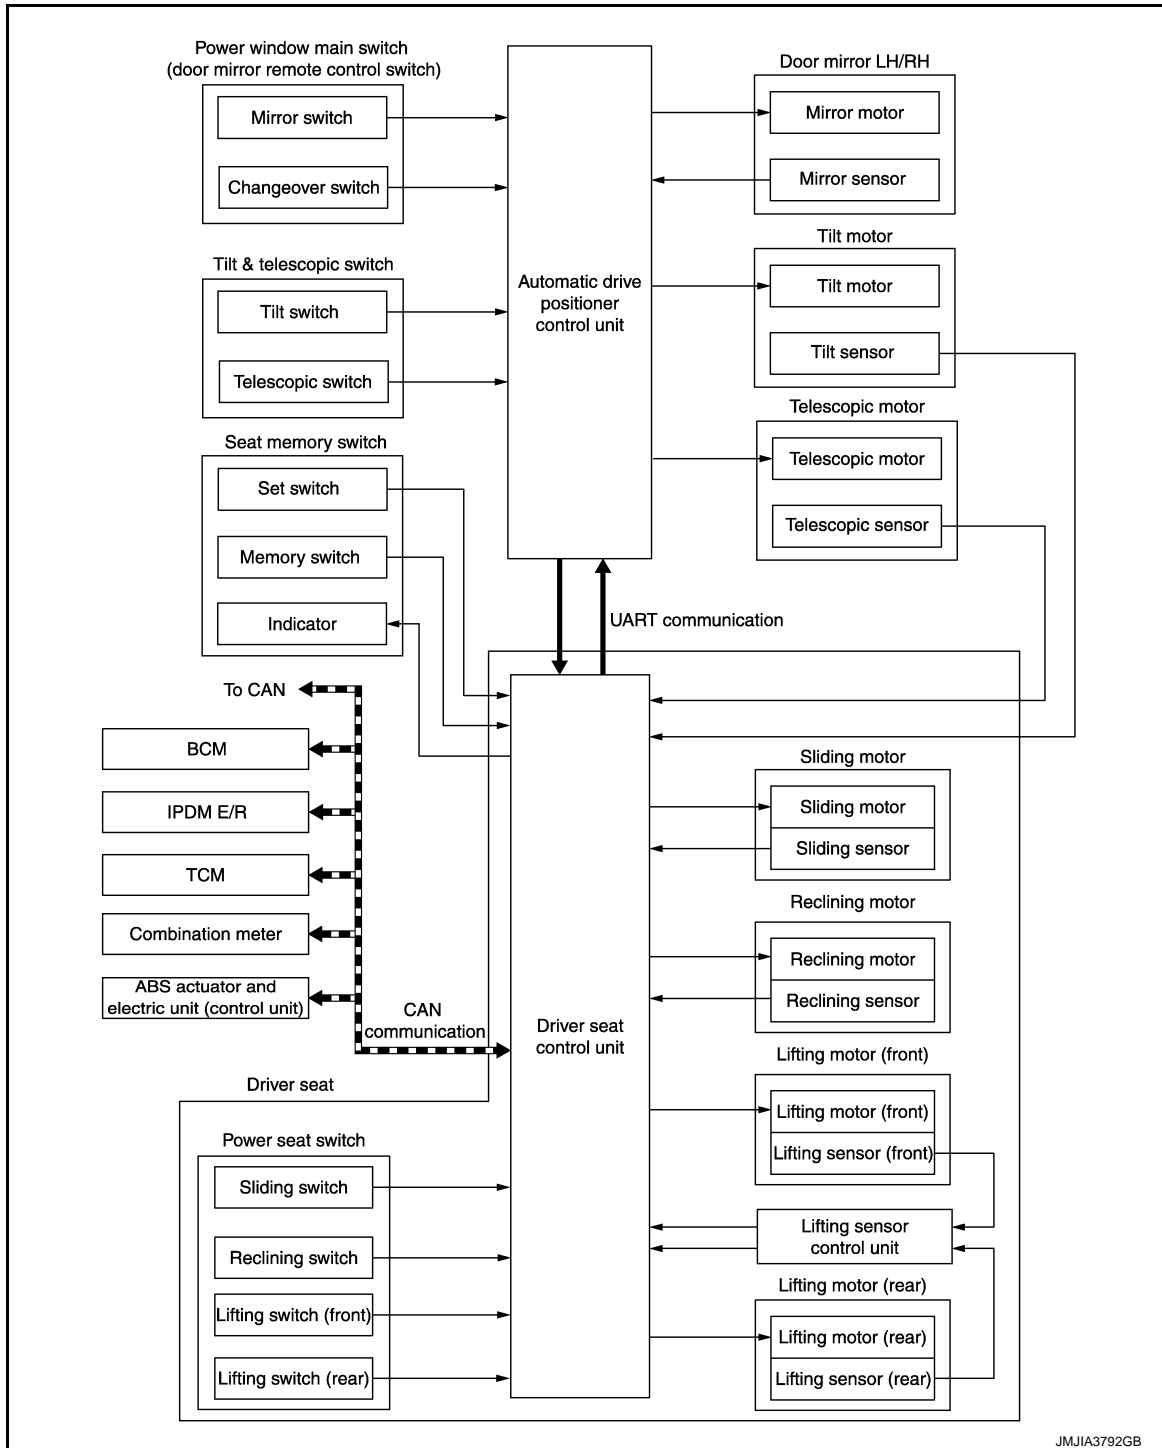 Power window main switch
(door mirror remote control switch)
Mirror switch
Changeover switch
Tilt & telescopic switch
Tilt switch
Telescopic switch
Seat memory switch
Set switch
Memory switch
Indicator
Automatic drive
positioner
control unit
Door mirror LH/RH
Mirror motor
Mirror sensor
Tilt motor
Tilt motor
Tilt sensor
Telescopic motor
Telescopic motor
Telescopic sensor
UART communication
To CAN
BCM
IPDM E/R
TCM
Combination meter
ABS actuator and
electric unit (control unit)
CAN
communication
Driver seat
Power seat switch
Sliding switch
Reclining switch
Lifting switch (front)
Lifting switch (rear)
Driver seat
control unit
Sliding motor
Sliding motor
Sliding sensor
Reclining motor
Reclining motor
Reclining sensor
Lifting motor (front)
Lifting motor (front)
Lifting sensor (front)
Lifting sensor
control unit
Lifting motor (rear)
Lifting motor (rear)
Lifting sensor (rear)
JMJIA3792GB